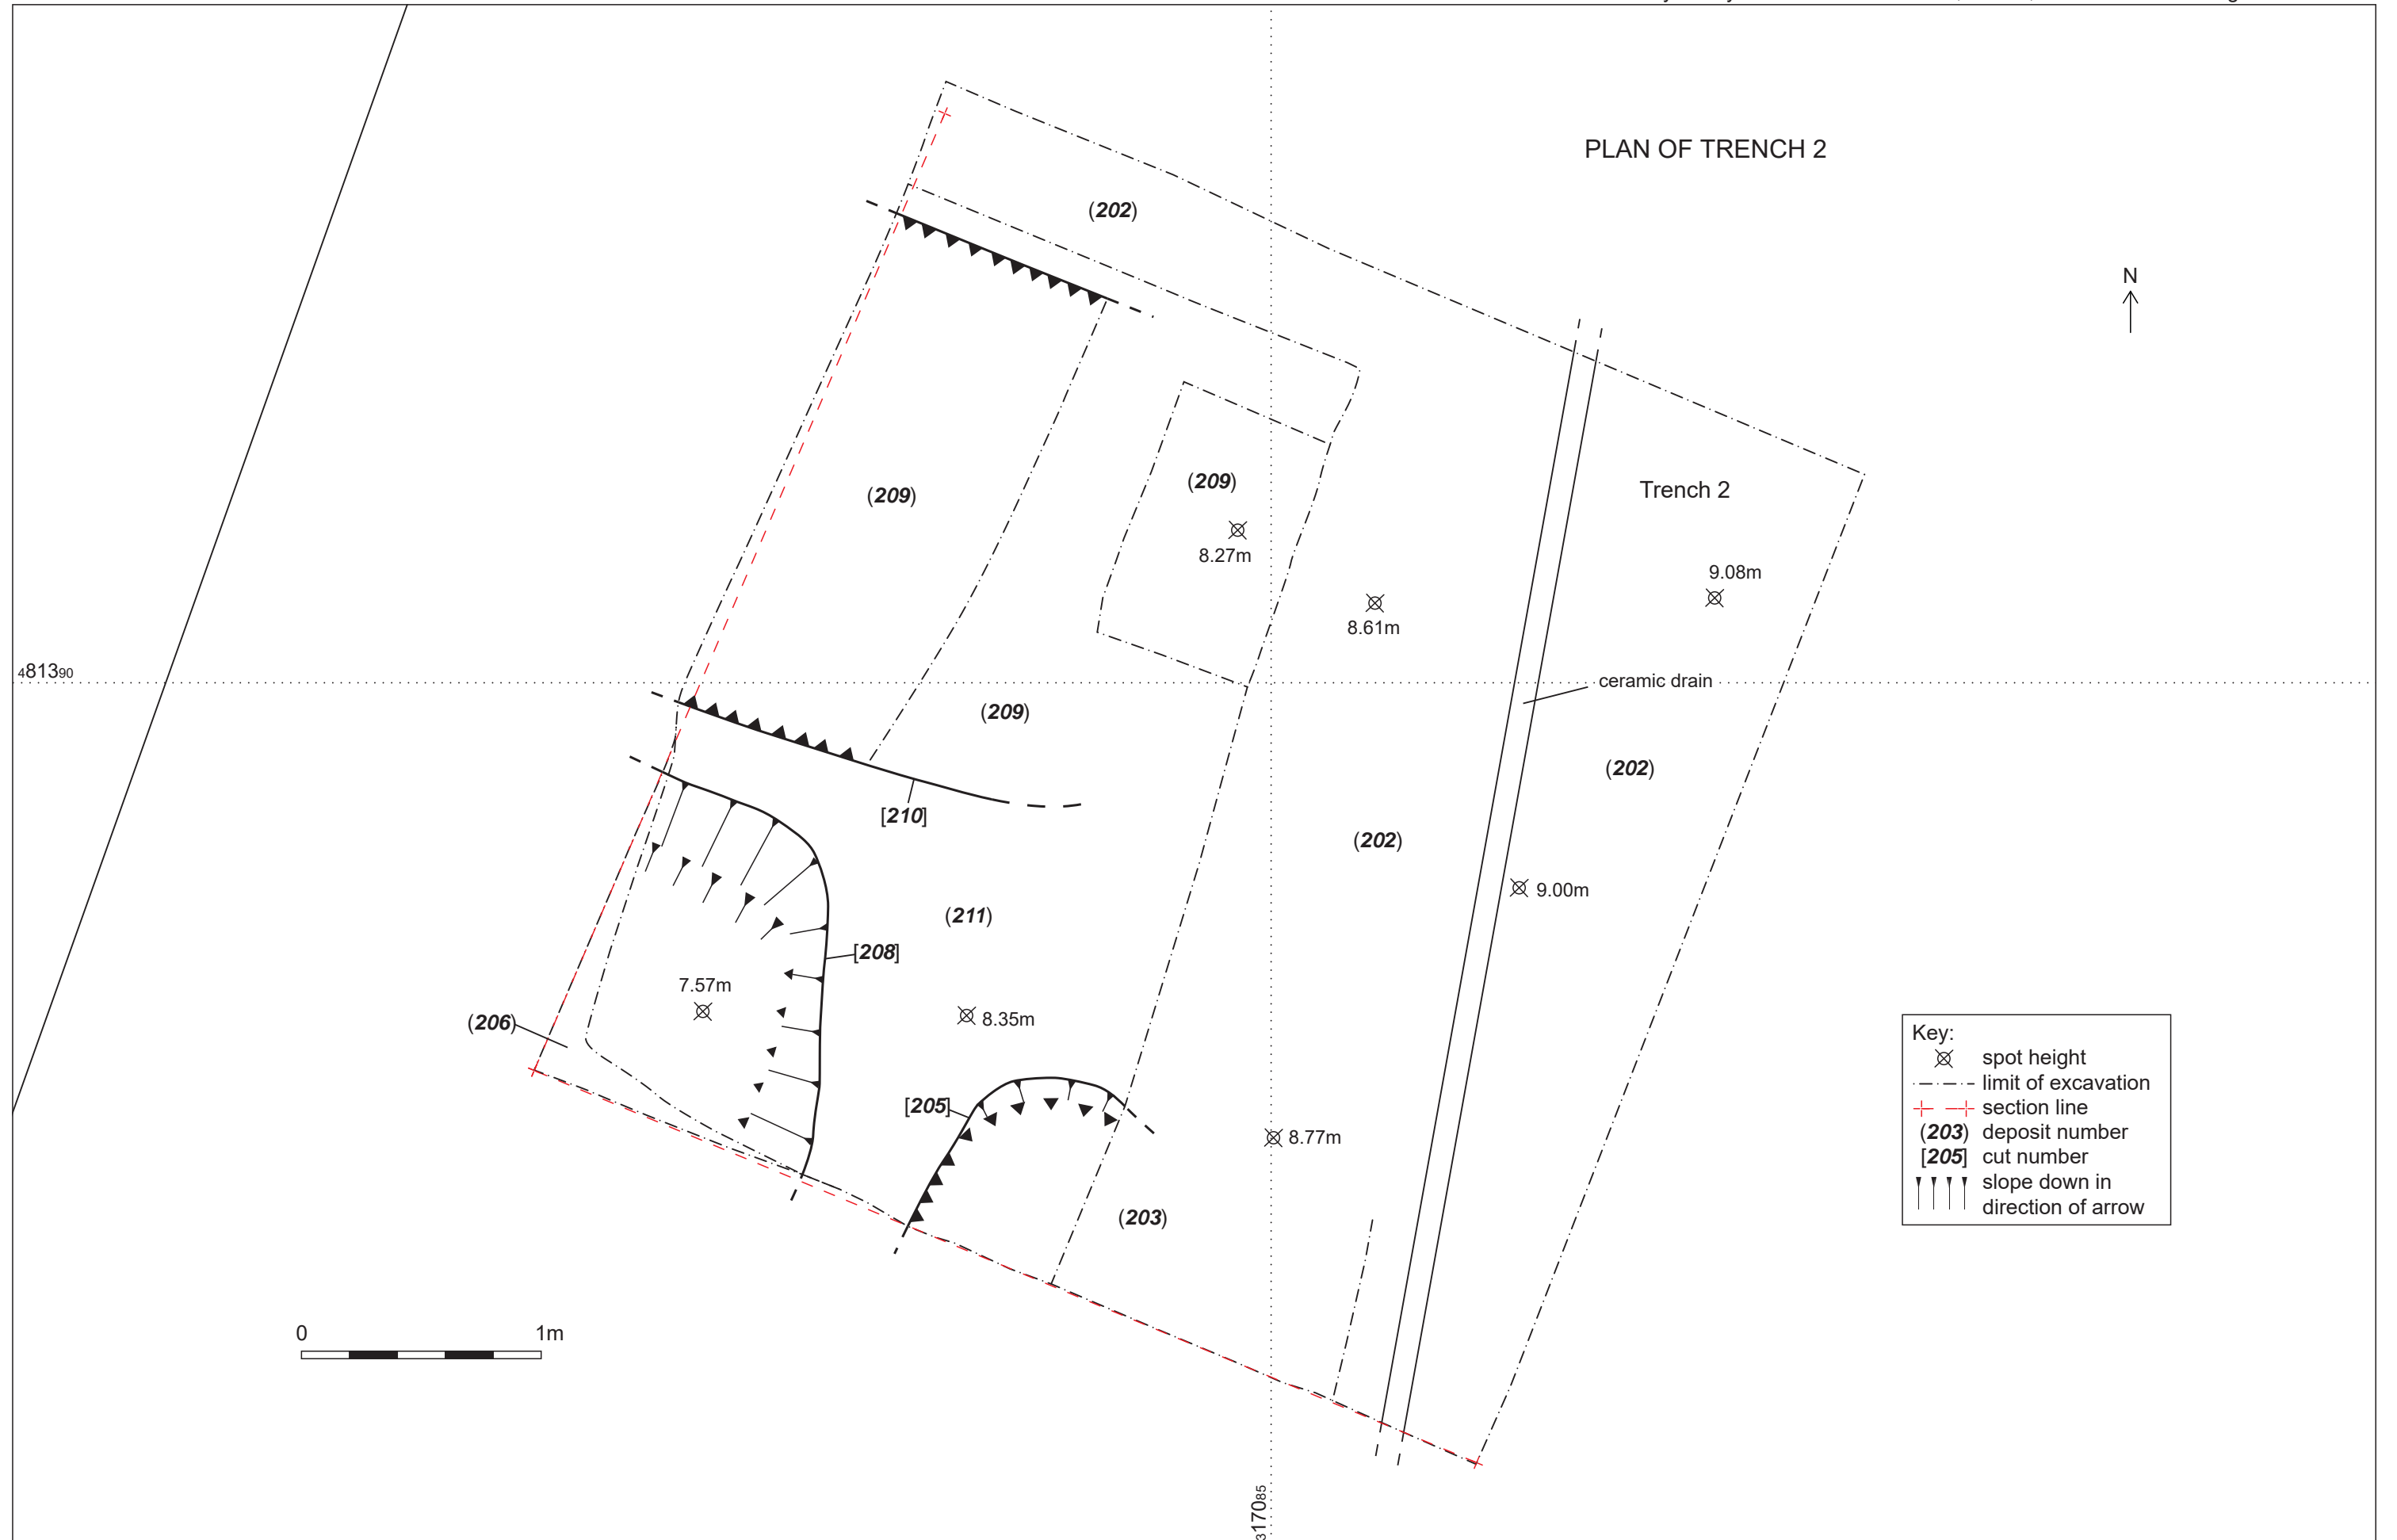 PLAN OF TRENCH 2
(202)
N
(209)
(209)
8.27m
Trench 2
9.08m
8.61m
481390
ceramic drain
(209)
(202)
[210]
(202)
9.00m
(211)
[208]
7.57m
8.35m
(206)
[205]
8.77m
(203)
Key:
spot height
limit of excavation
section line
(203) deposit number
[205] cut number
slope down in
direction of arrow
0 1m
317085